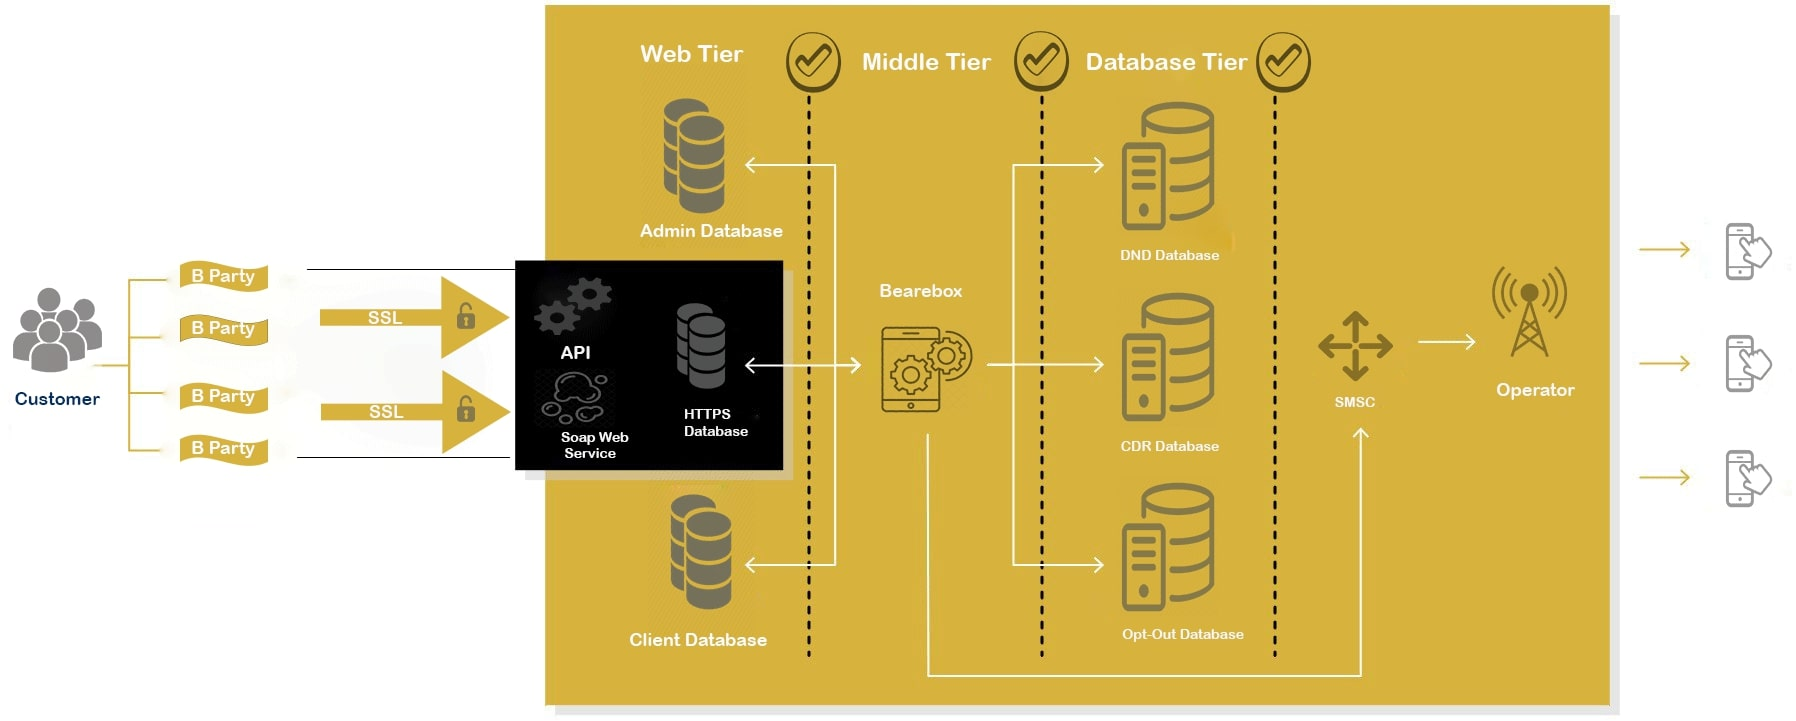 Web Tier
Middle Tier
Database Tier
Admin Database
DND Database
B Party
B Party
B Party
B Party
SSL
SSL
Customer
API
Soap Web
Service
HTTPS
Database
Bearebox
CDR Database
SMSC
Operator
Client Database
Opt-Out Database